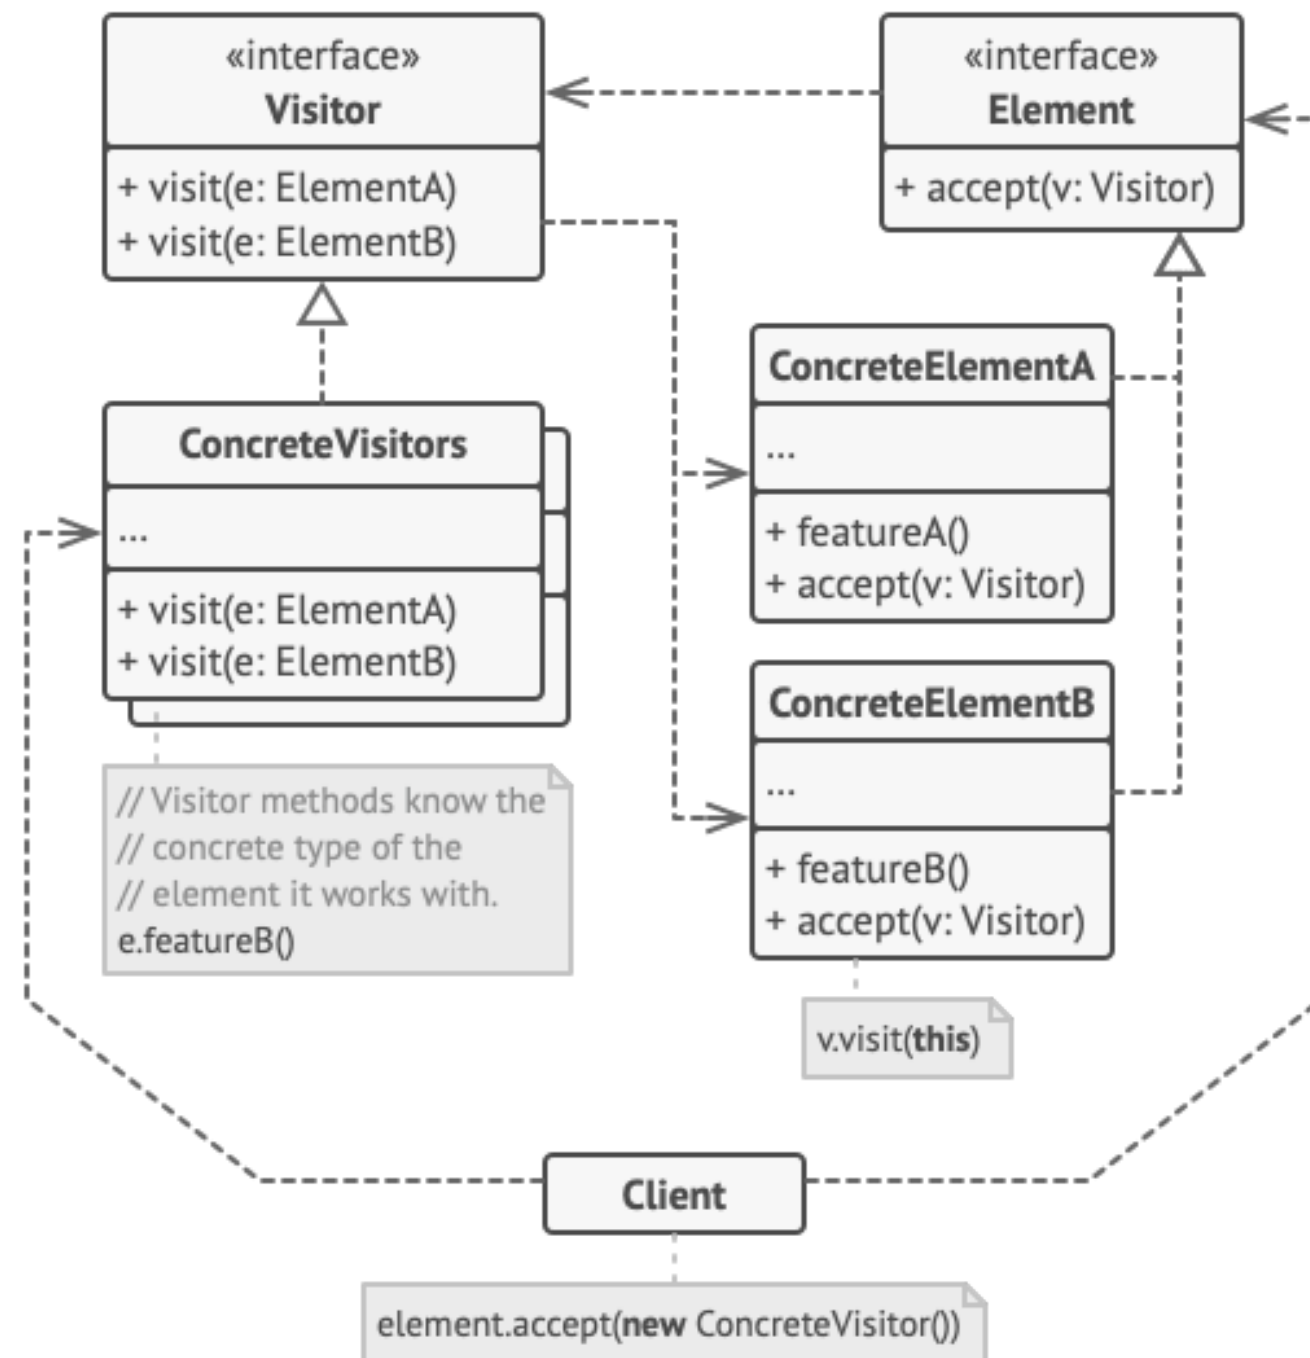 «interface»
Visitor
+ visit(e: ElementA)
+ visit(e: ElementB)
«interface»
Element
+ accept(v: Visitor)
ConcreteVisitors
...
+ visit(e: ElementA)
+ visit(e: ElementB)
// Visitor methods know the
// concrete type of the
// element it works with.
e.featureB()
ConcreteElementA
...
+ featureA()
+ accept(v: Visitor)
ConcreteElementB
...
+ featureB()
+ accept(v: Visitor)
v.visit(this)
Client
element.accept(new ConcreteVisitor())